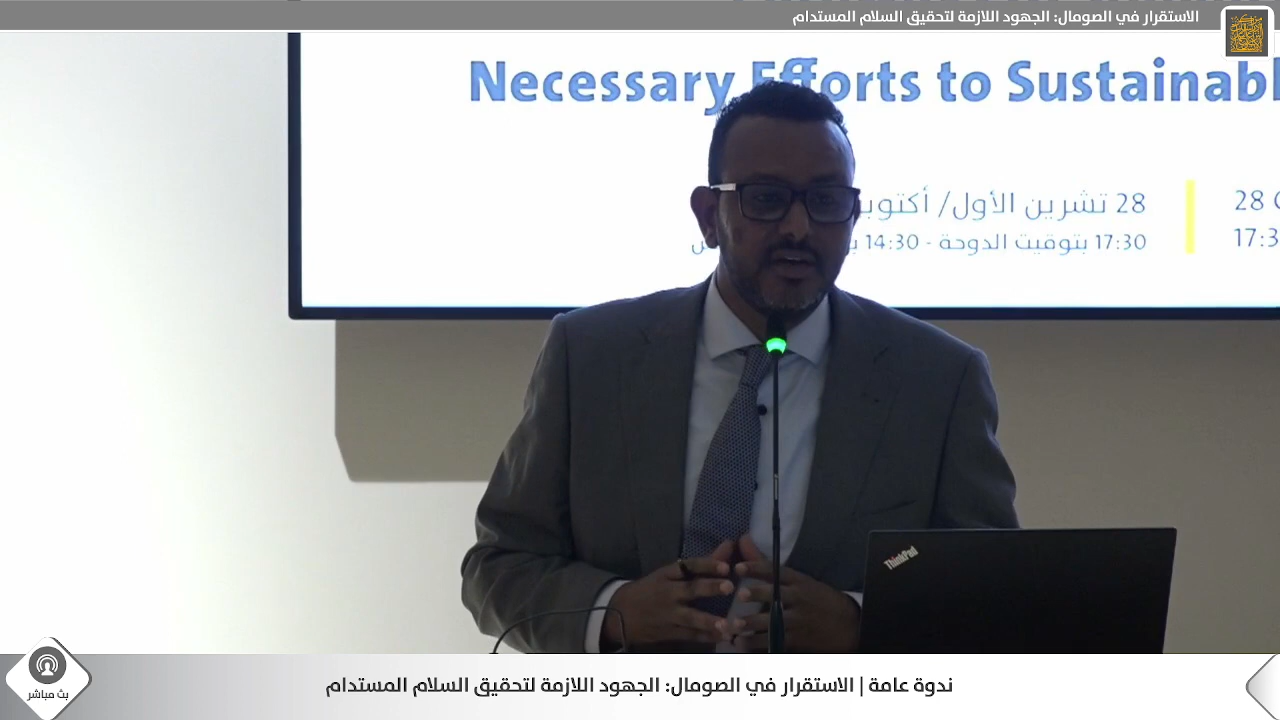 الاستقرار في الصومال: الجهود اللازمة لتحقيق السلام المستدام
Necessary Efforts to Sustainabl
28 تشرين الأول/ أكتوبر
28
17:30 بتوقيت الدوحة - 14:30
17:3
ThinkPad
ندوة عامة | الاستقرار في الصومال: الجهود اللازمة لتحقيق السلام المستدام
بث مباشر